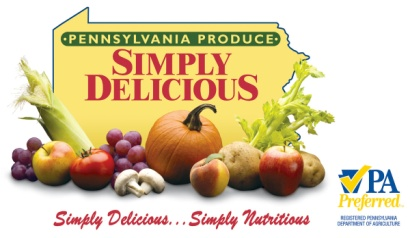 • PENNSYLVANIA PRODUCE •
SIMPLY
DELICIOUS
Simply Delicious...Simply Nutritious
PA
Preferred
REGISTERED PENNSYLVANIA
DEPARTMENT OF AGRICULTURE